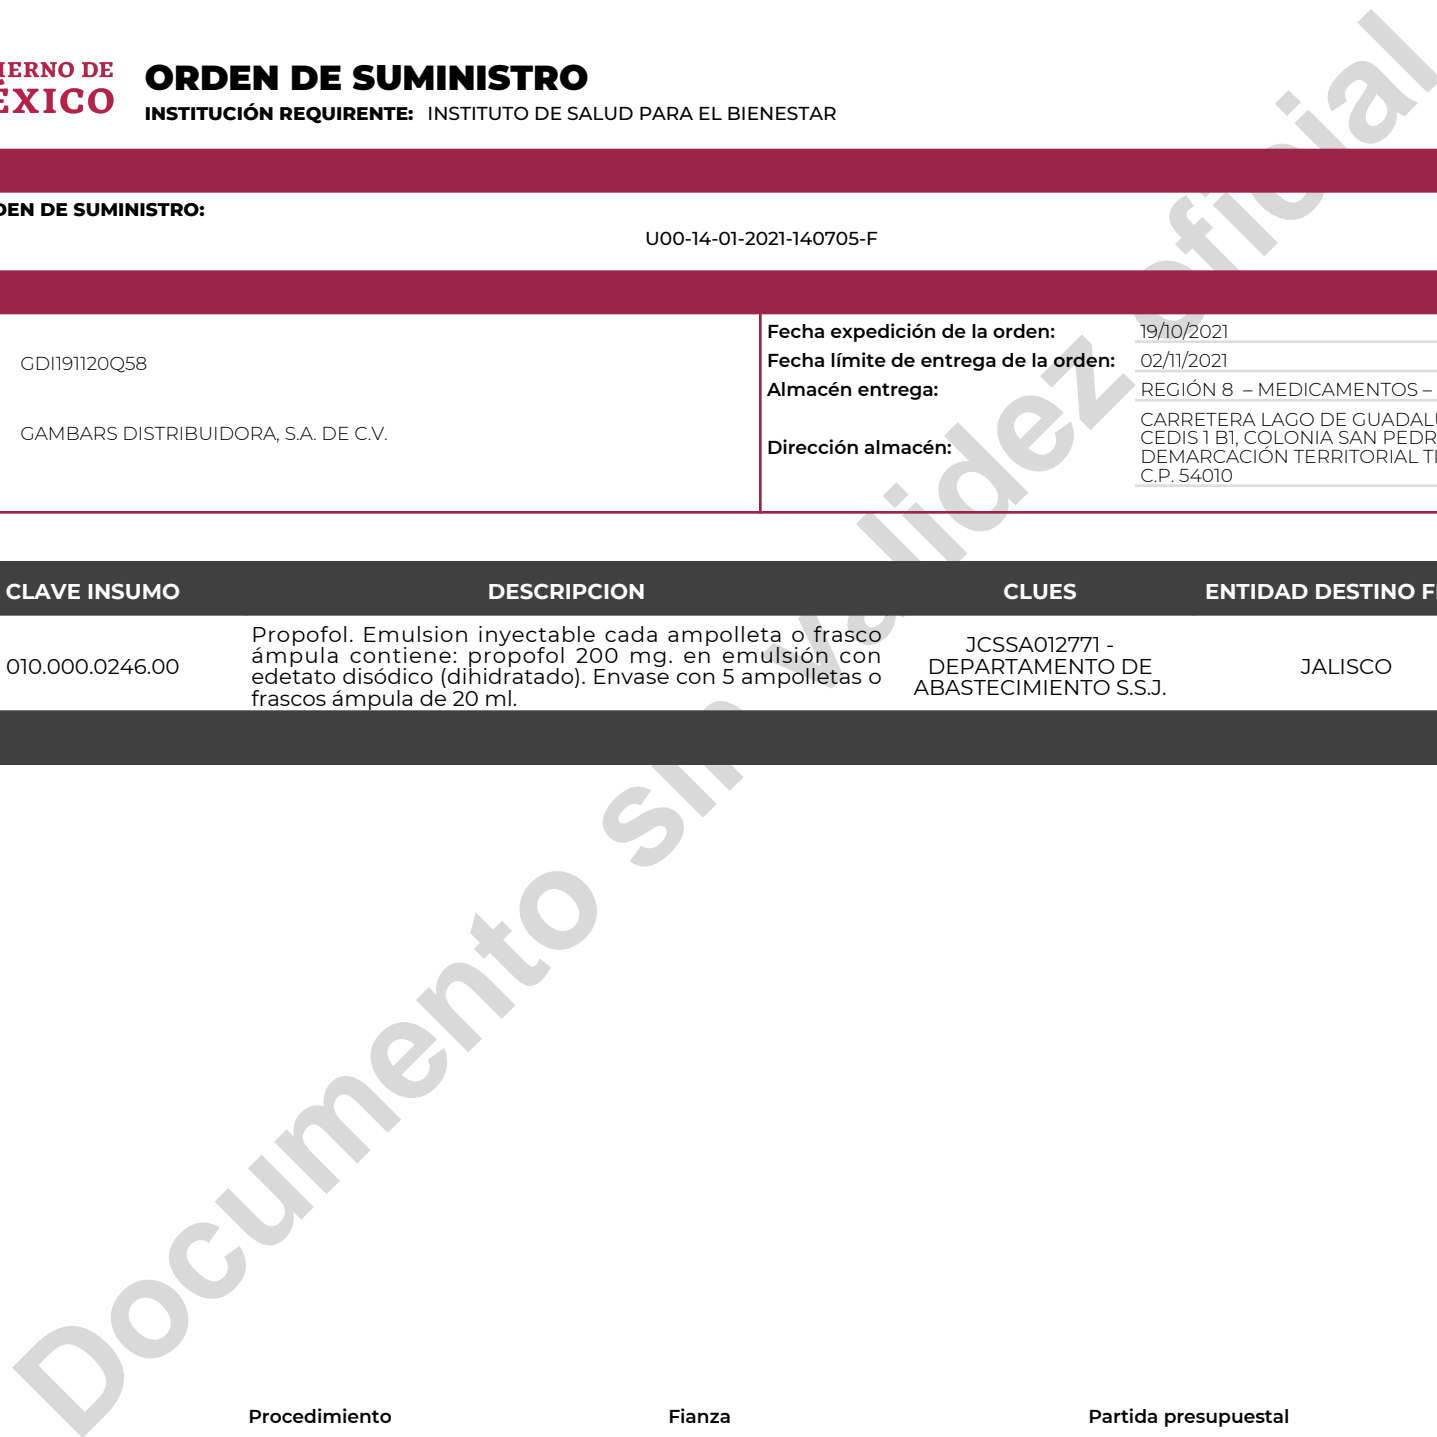 IERNO DE
ÉXICO
ORDEN DE SUMINISTRO
INSTITUCIÓN REQUIRENTE: INSTITUTO DE SALUD PARA EL BIENESTAR
DEN DE SUMINISTRO:
U00-14-01-2021-140705-F
GDI191120Q58
GAMBARS DISTRIBUIDORA, S.A. DE C.V.
Fecha expedición de la orden: 19/10/2021
Fecha límite de entrega de la orden: 02/11/2021
Almacén entrega: REGIÓN 8 – MEDICAMENTOS –
Dirección almacén:
CARRETERA LAGO DE GUADALU
CEDIS 1 B1, COLONIA SAN PEDR
DEMARCACIÓN TERRITORIAL TL
C.P. 54010
CLAVE INSUMO DESCRIPCION CLUES ENTIDAD DESTINO FI
010.000.0246.00
Propofol. Emulsion inyectable cada ampolleta o frasco
ámpula contiene: propofol 200 mg. en emulsión con
edetato disódico (dihidratado). Envase con 5 ampolletas o
frascos ámpula de 20 ml.
JCSSA012771 -
DEPARTAMENTO DE
ABASTECIMIENTO S.S.J.
JALISCO
Documento sin validez oficial
Procedimiento Fianza Partida presupuestal